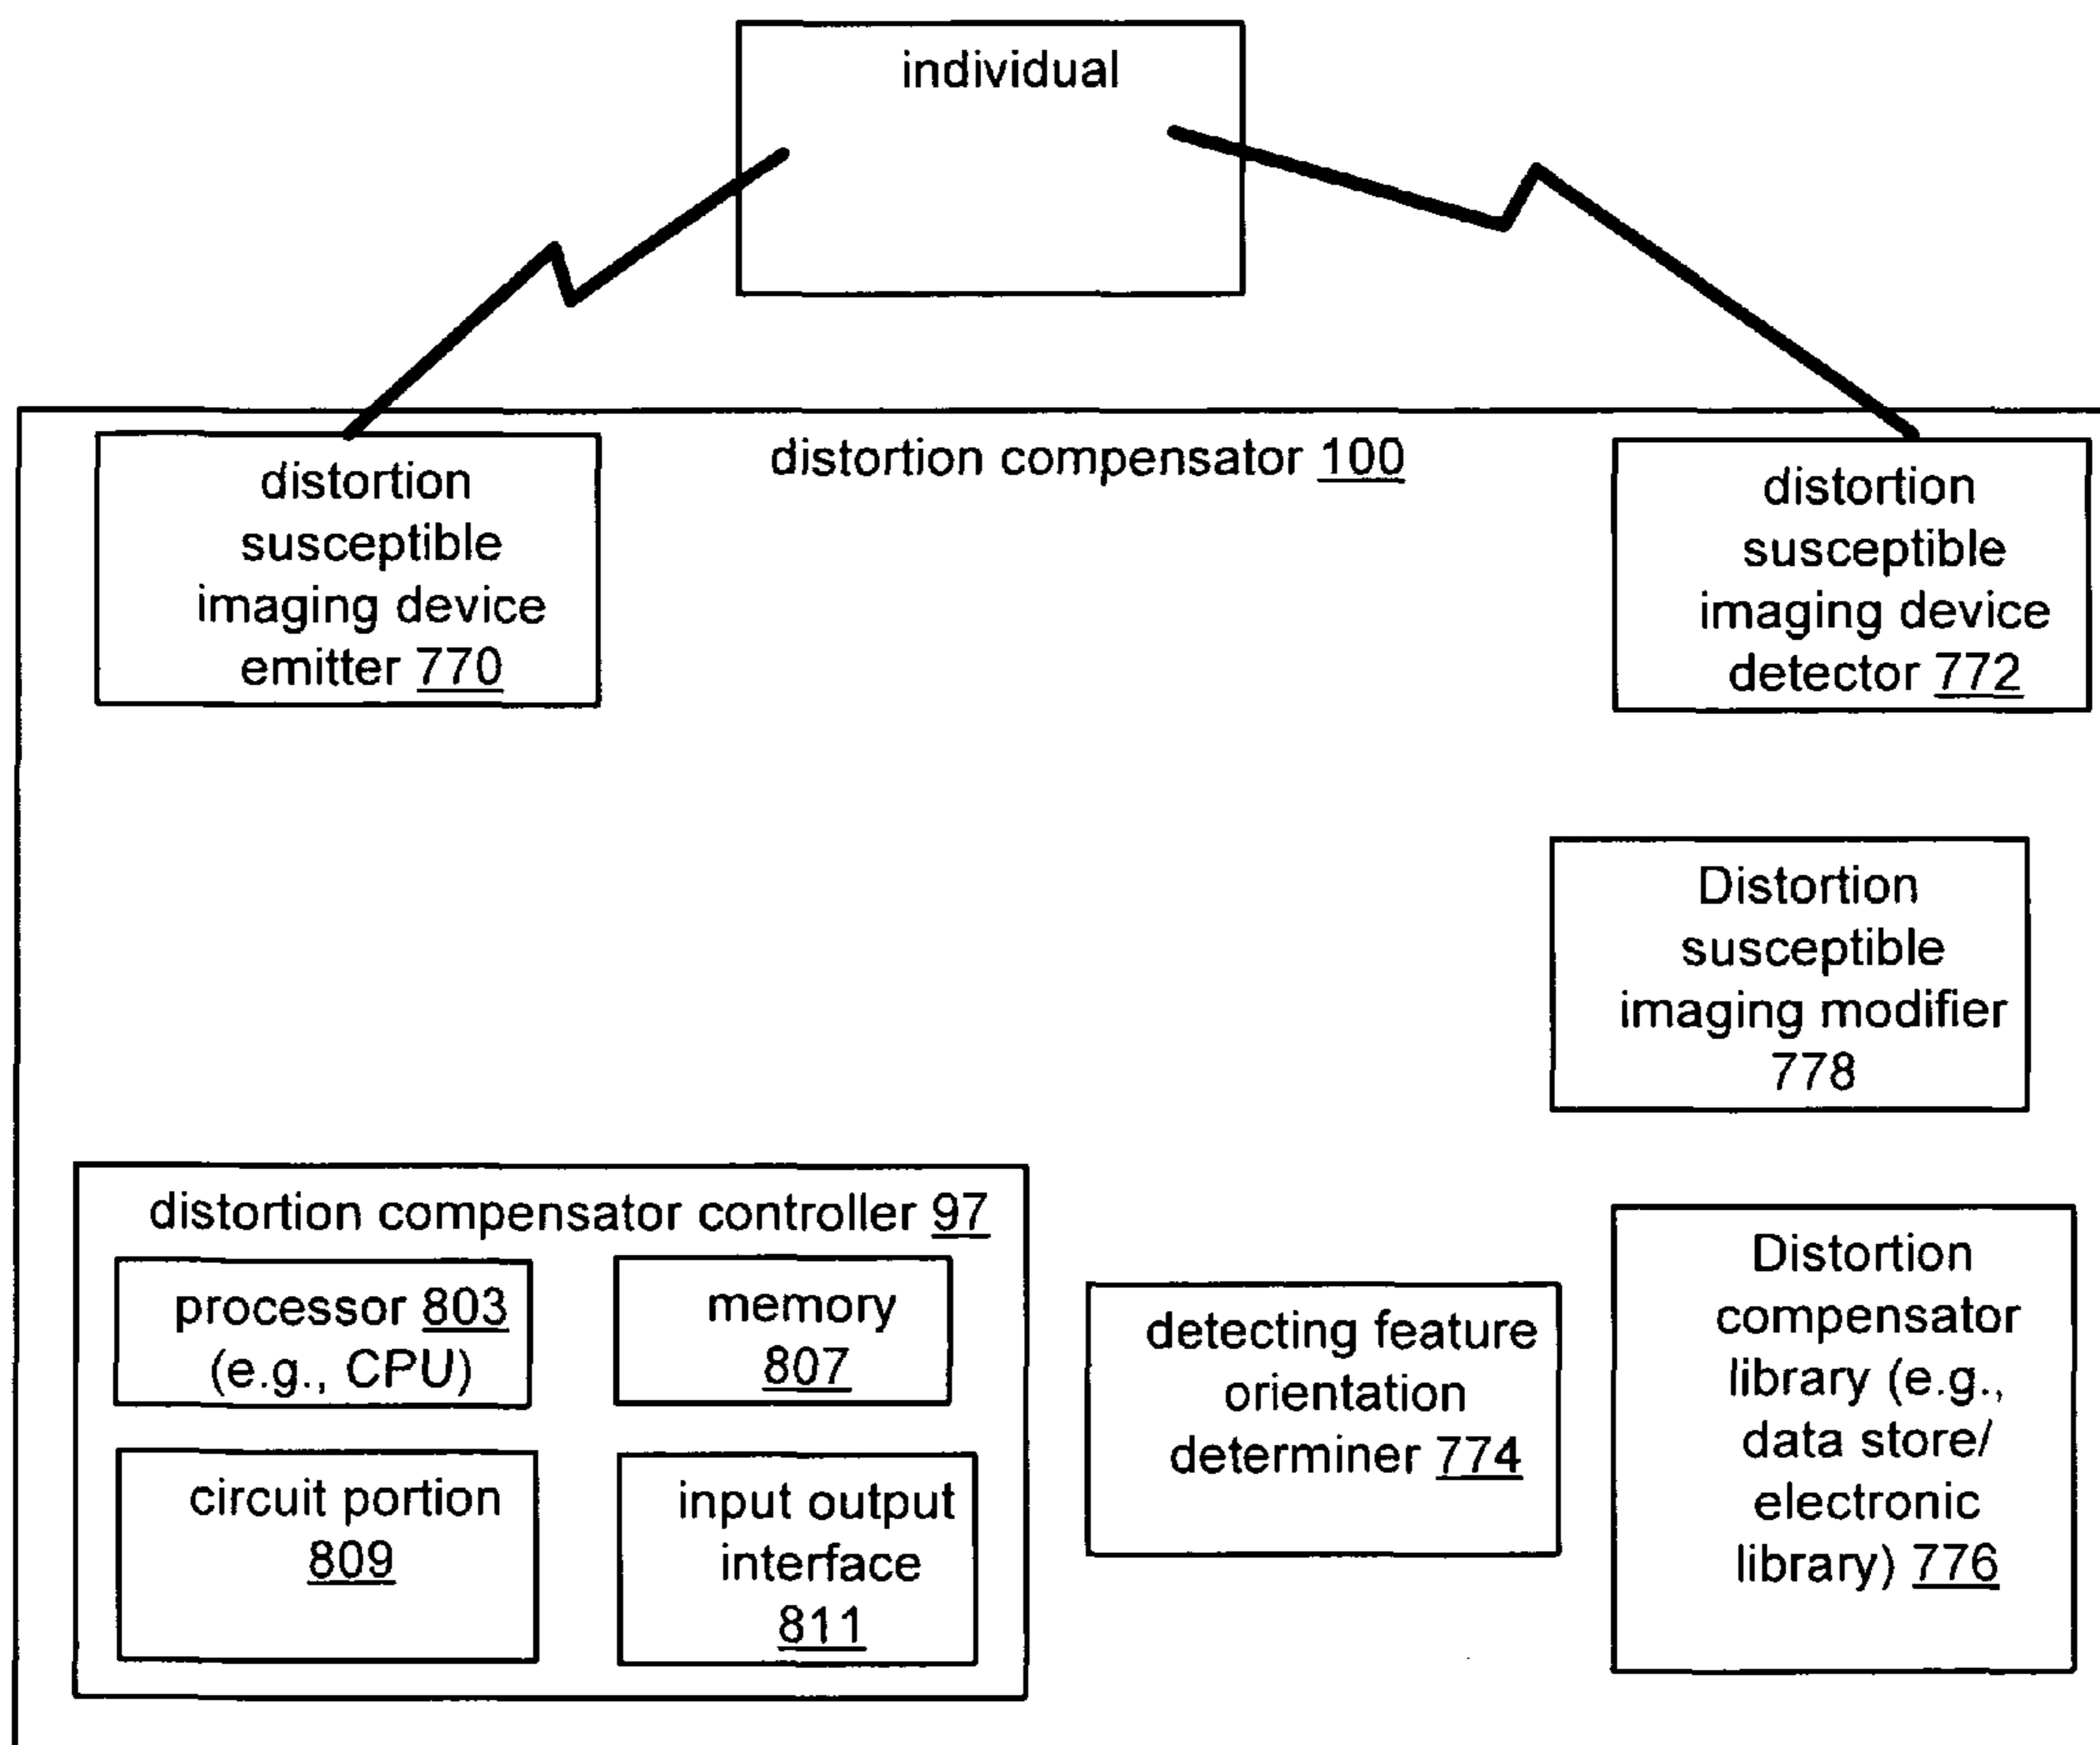 individual
distortion compensator 100
distortion
susceptible
imaging device
emitter 770
distortion
susceptible
imaging device
detector 772
Distortion
susceptible
imaging modifier
778
distortion compensator controller 97
processor 803
(e.g., CPU)
memory
807
circuit portion
809
input output
interface
811
detecting feature
orientation
determiner 774
Distortion
compensator
library (e.g.,
data store/
electronic
library) 776